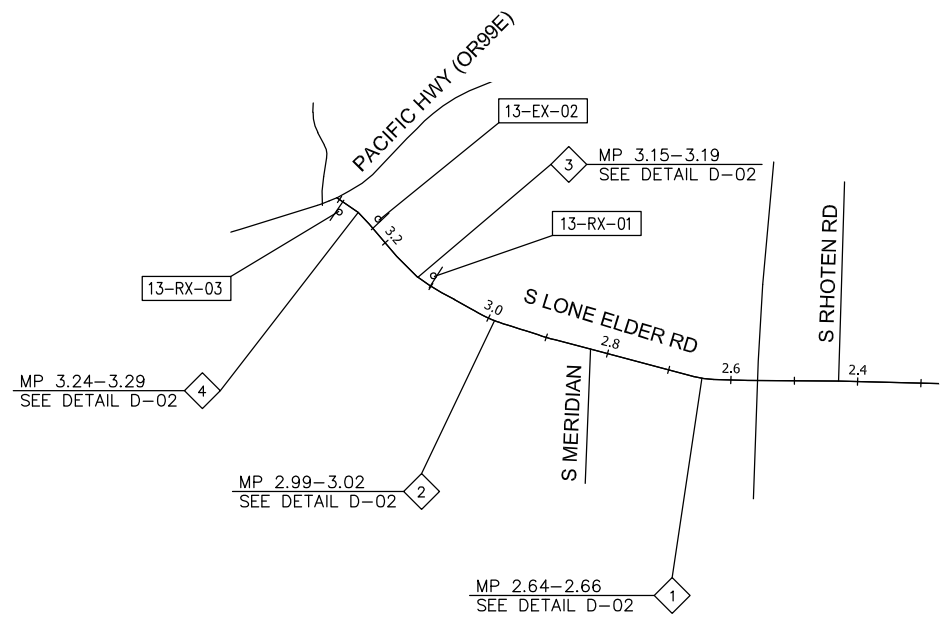 PACIFIC HWY (OR99E)
13-EX-02
3
MP 3.15-3.19
SEE DETAIL D-02
13-RX-01
3.2
13-RX-03
S LONE ELDER RD
3.0
2.8
2.6
2.4
S RHOTEN RD
S MERIDIAN
MP 3.24-3.29
SEE DETAIL D-02
4
MP 2.99-3.02
SEE DETAIL D-02
2
MP 2.64-2.66
SEE DETAIL D-02
1